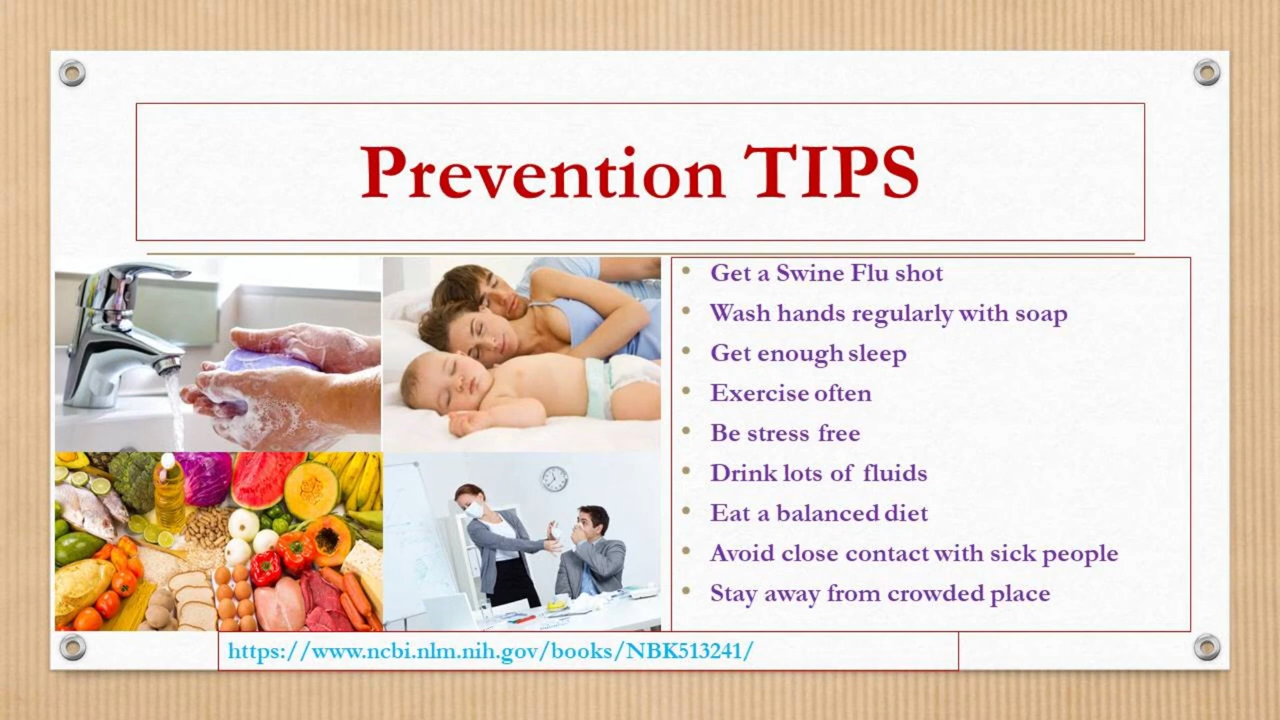 Prevention TIPS
Get a Swine Flu shot
Wash hands regularly with soap
Get enough sleep
Exercise often
Be stress free
Drink lots of fluids
Eat a balanced diet
Avoid close contact with sick people
Stay away from crowded place
https://www.ncbi.nlm.nih.gov/books/NBK513241/